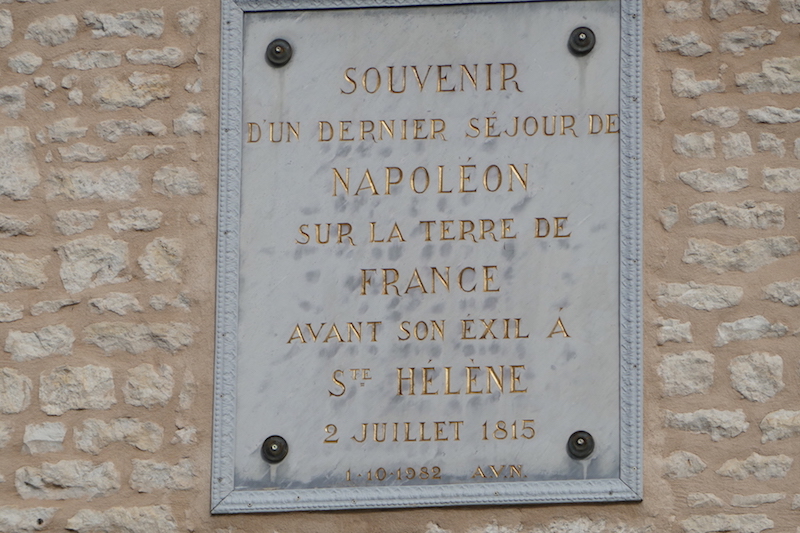 SOUVENIR
D'UN DERNIER SÉJOUR DE
NAPOLÉON
SUR LA TERRE DE
FRANCE
AVANT SON ÉXIL Á
STE HÉLÈNE
2 JUILLET 1815
1-10-1982 A.V.N.